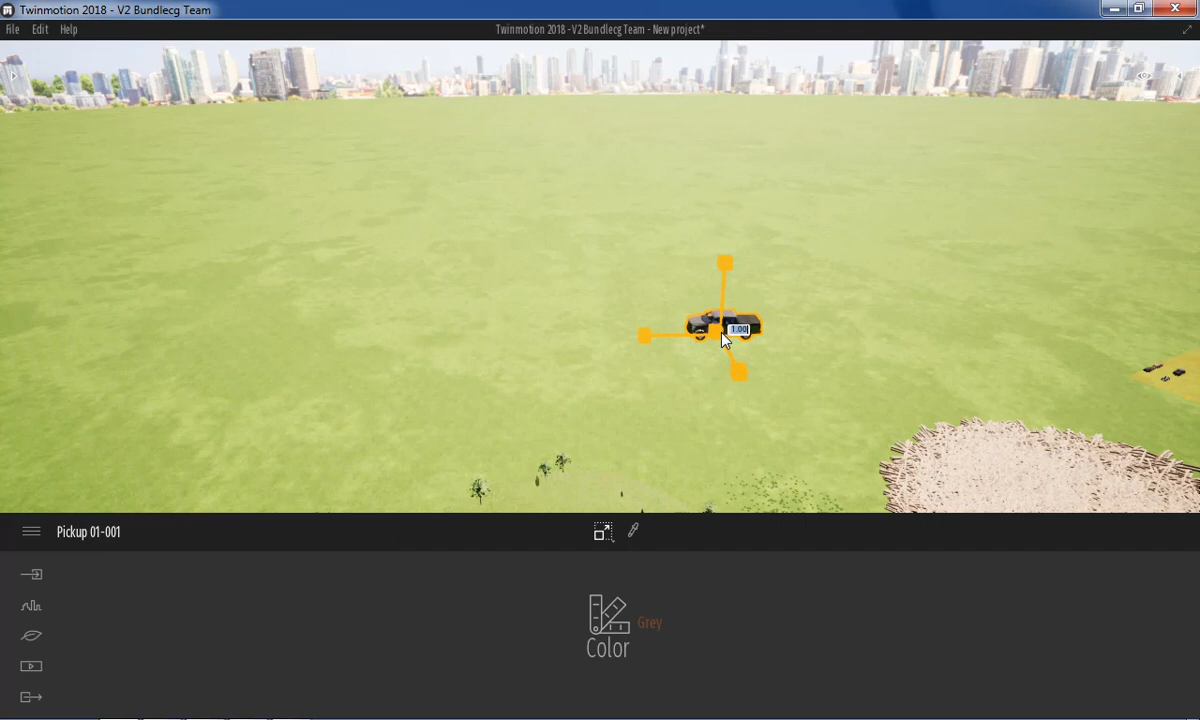 Twinmotion 2018 - V2 Bundlecg Team
File Edit Help
Twinmotion 2018 - V2 Bundlecg Team - New project*
1.00
Pickup 01-001
Grey
Color